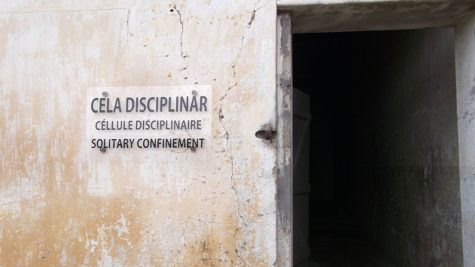 CELA DISCIPLINAR
CÉLLULE DISCIPLINAIRE
SOLITARY CONFINEMENT